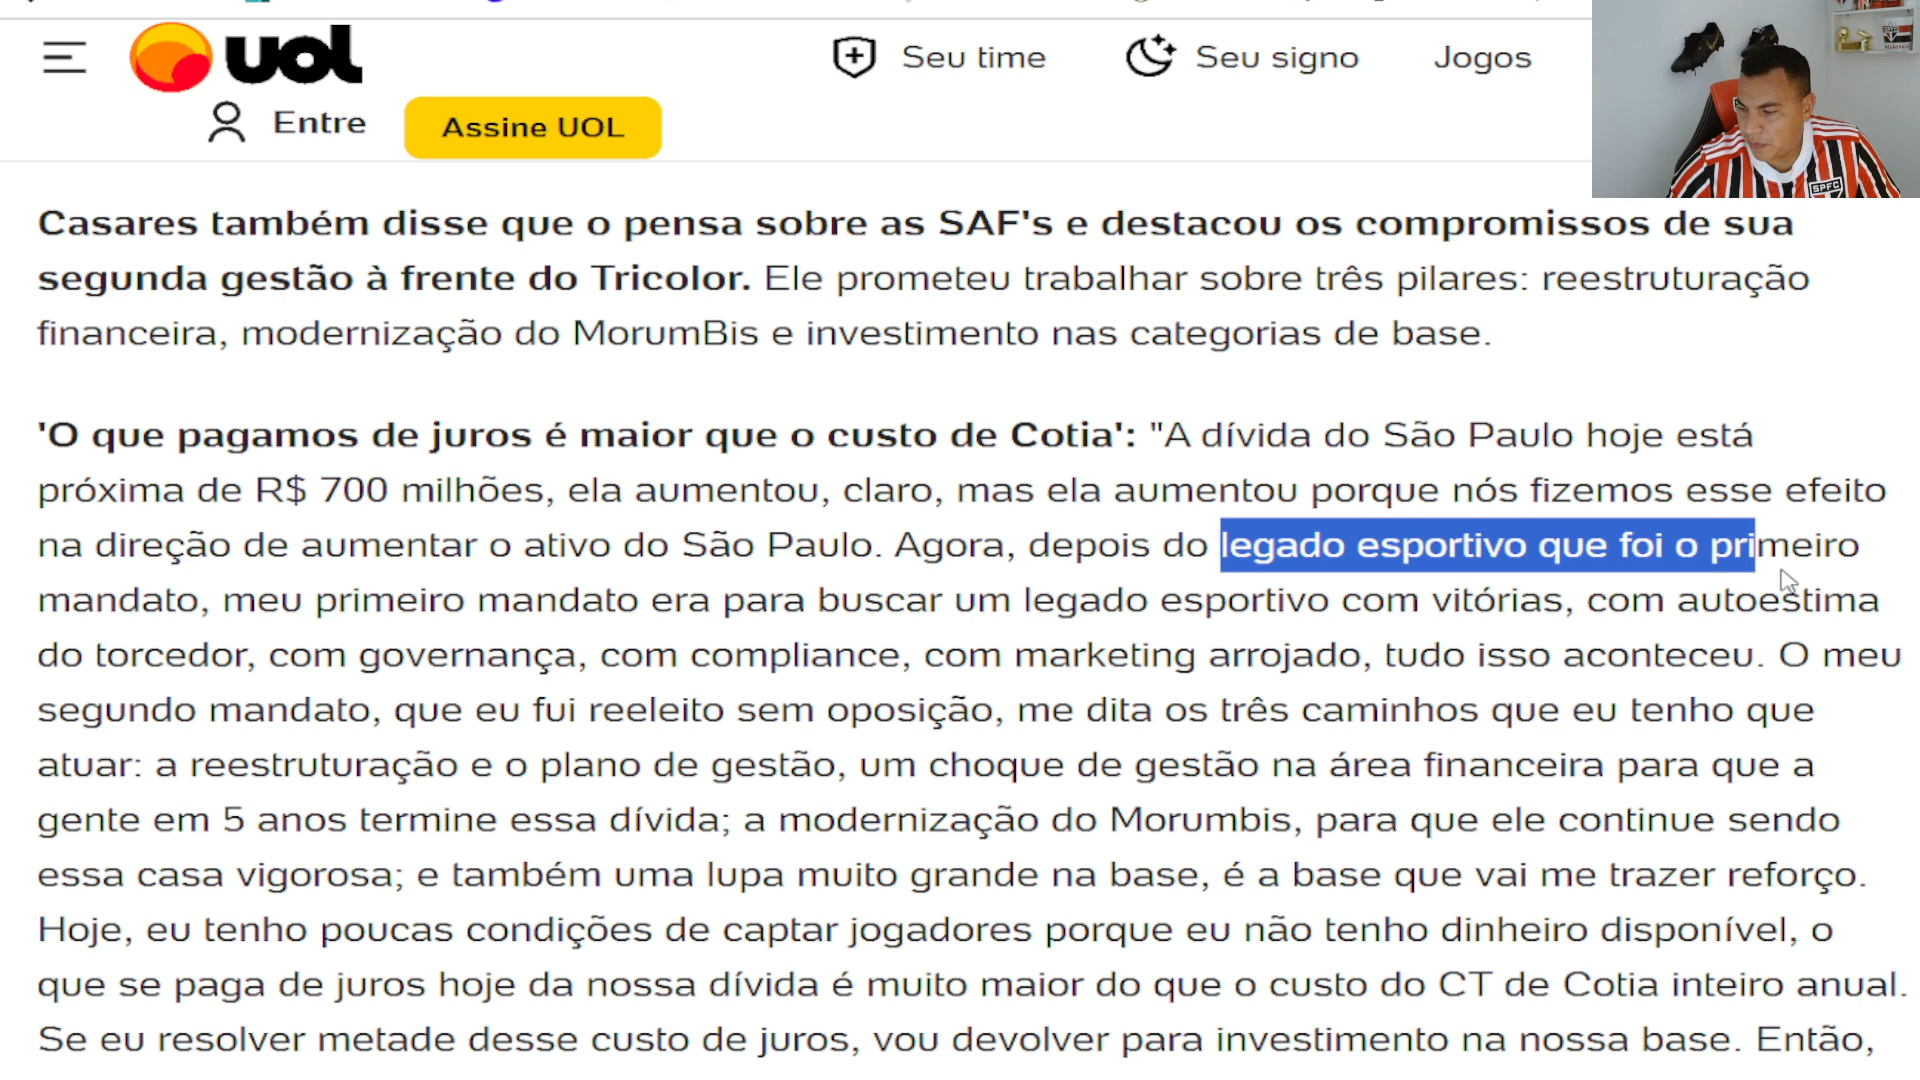 uol
Seu time
Seu signo
Jogos
Entre
Assine UOL
SPFC
Casares também disse que o pensa sobre as SAF's e destacou os compromissos de sua
segunda gestão à frente do Tricolor. Ele prometeu trabalhar sobre três pilares: reestruturação
financeira, modernização do MorumBis e investimento nas categorias de base.
'O que pagamos de juros é maior que o custo de Cotia': "A dívida do São Paulo hoje está
próxima de R$ 700 milhões, ela aumentou, claro, mas ela aumentou porque nós fizemos esse efeito
na direção de aumentar o ativo do São Paulo. Agora, depois do legado esportivo que foi o primeiro
mandato, meu primeiro mandato era para buscar um legado esportivo com vitórias, com autoestima
do torcedor, com governança, com compliance, com marketing arrojado, tudo isso aconteceu. O meu
segundo mandato, que eu fui reeleito sem oposição, me dita os três caminhos que eu tenho que
atuar: a reestruturação e o plano de gestão, um choque de gestão na área financeira para que a
gente em 5 anos termine essa dívida; a modernização do Morumbis, para que ele continue sendo
essa casa vigorosa; e também uma lupa muito grande na base, é a base que vai me trazer reforço.
Hoje, eu tenho poucas condições de captar jogadores porque eu não tenho dinheiro disponível, o
que se paga de juros hoje da nossa dívida é muito maior do que o custo do CT de Cotia inteiro anual.
Se eu resolver metade desse custo de juros, vou devolver para investimento na nossa base. Então,